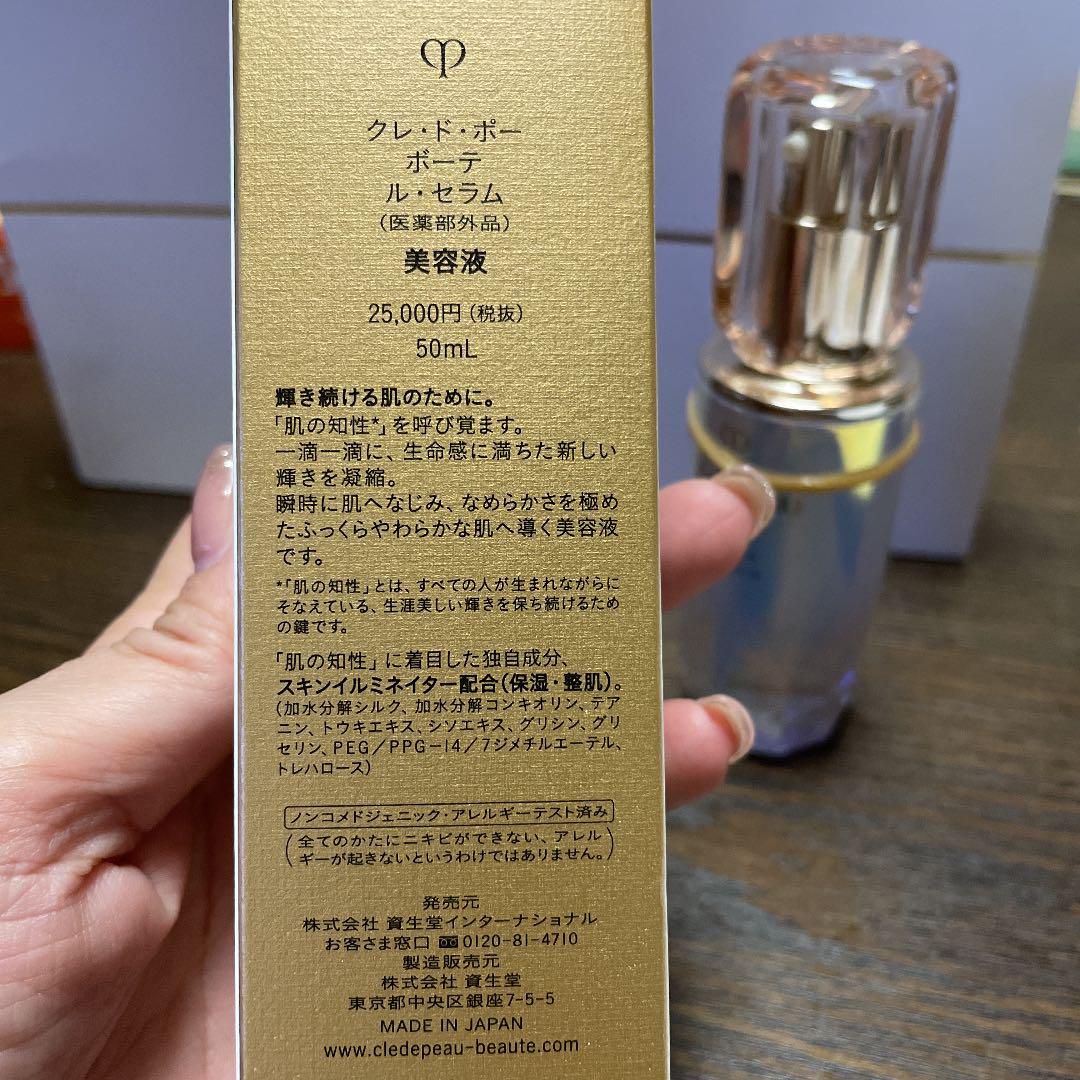 クレ・ド・ポー
ボーテ
ル・セラム
（医薬部外品）
美容液
25,000円（税抜）
50mL
輝き続ける肌のために。
「肌の知性*」を呼び覚ます。
一滴一滴に、生命感に満ちた新しい
輝きを凝縮。
瞬時に肌へなじみ、なめらかさを極め
たふっくらやわらかな肌へ導く美容液
です。
*「肌の知性」とは、すべての人が生まれながらに
そなえている、生涯美しい輝きを保ち続けるため
の鍵です。
「肌の知性」に着目した独自成分、
スキンイルミネイター配合（保湿・整肌）。
（加水分解シルク、加水分解コンキオリン、テア
ニン、トウキエキス、シソエキス、グリシン、グリ
セリン、PEG／PPG－14／7ジメチルエーテル、
トレハロース）
ノンコメドジェニック・アレルギーテスト済み
（全てのかたにニキビができない、アレル
ギーが起きないというわけではありません。）
発売元
株式会社 資生堂インターナショナル
お客さま窓口 0120-81-4710
製造販売元
株式会社 資生堂
東京都中央区銀座7-5-5
MADE IN JAPAN
www.cledepeau-beaute.com